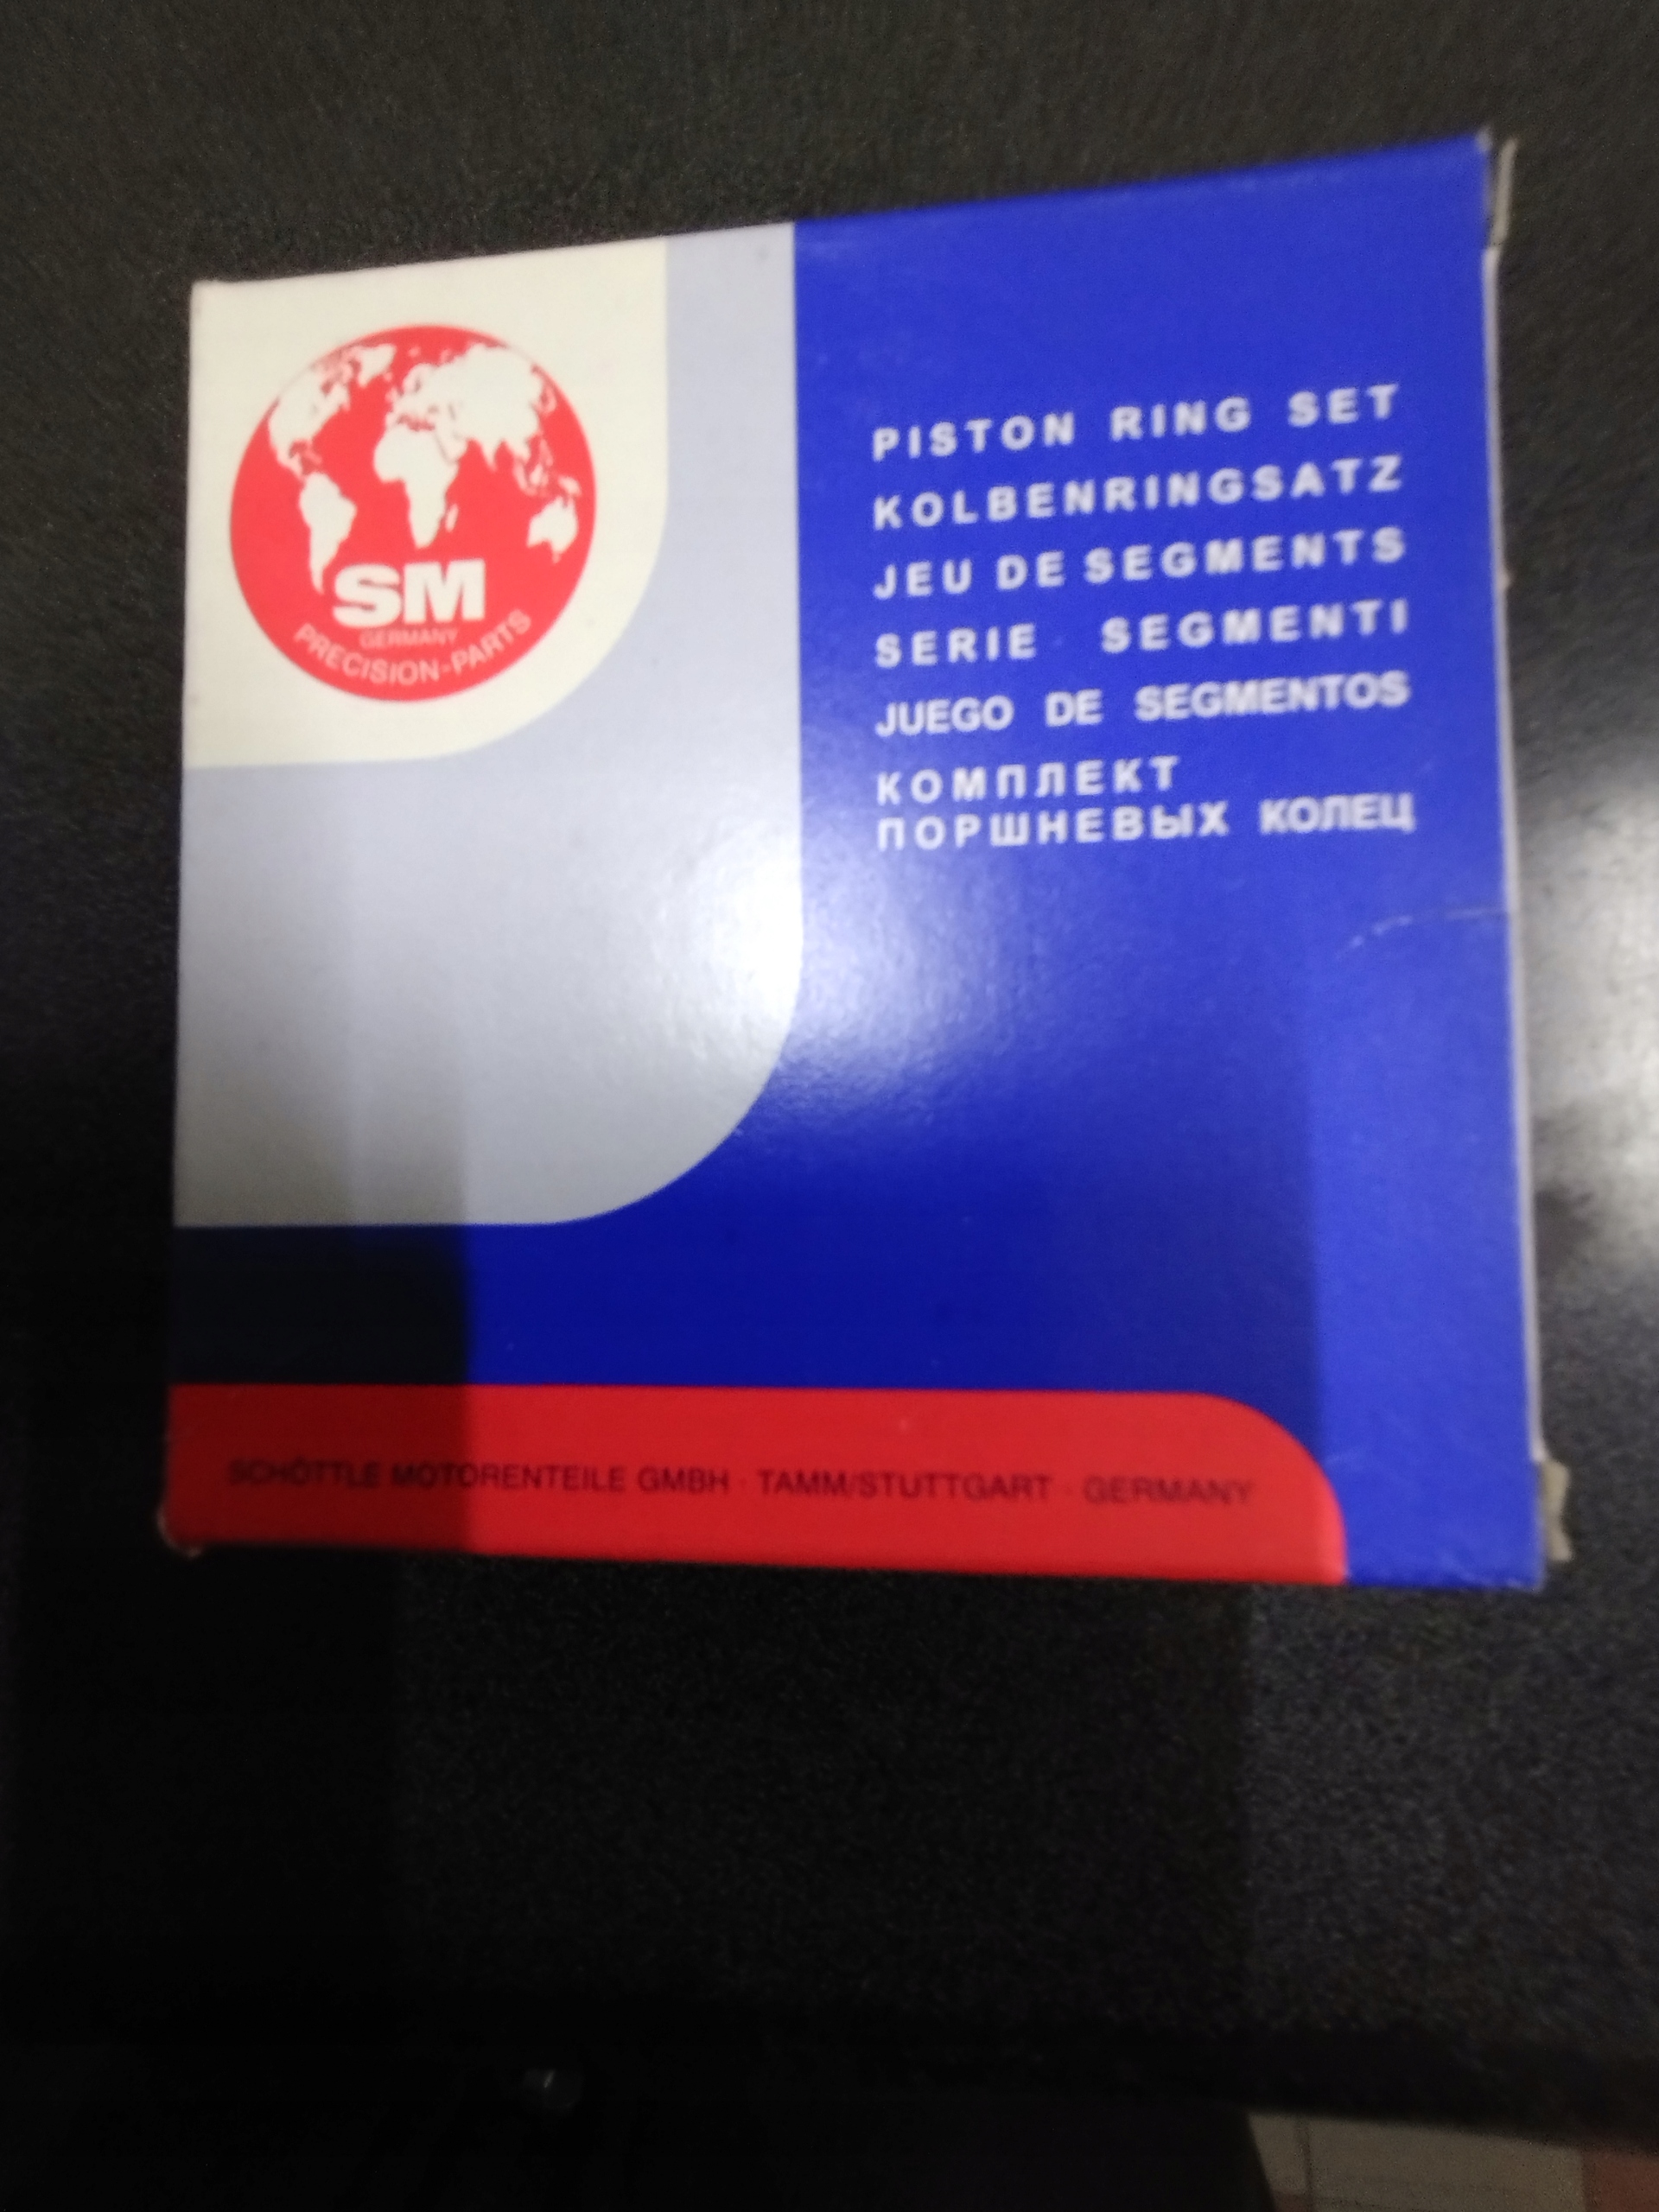 SM
GERMANY
PRECISION-PARTS
PISTON RING SET
KOLBENRINGSATZ
JEU DE SEGMENTS
SERIE SEGMENTI
JUEGO DE SEGMENTOS
КОМПЛЕКТ
ПОРШНЕВЫХ КОЛЕЦ
SCHÖTTLE MOTORENTEILE GMBH · TAMM/STUTTGART · GERMANY